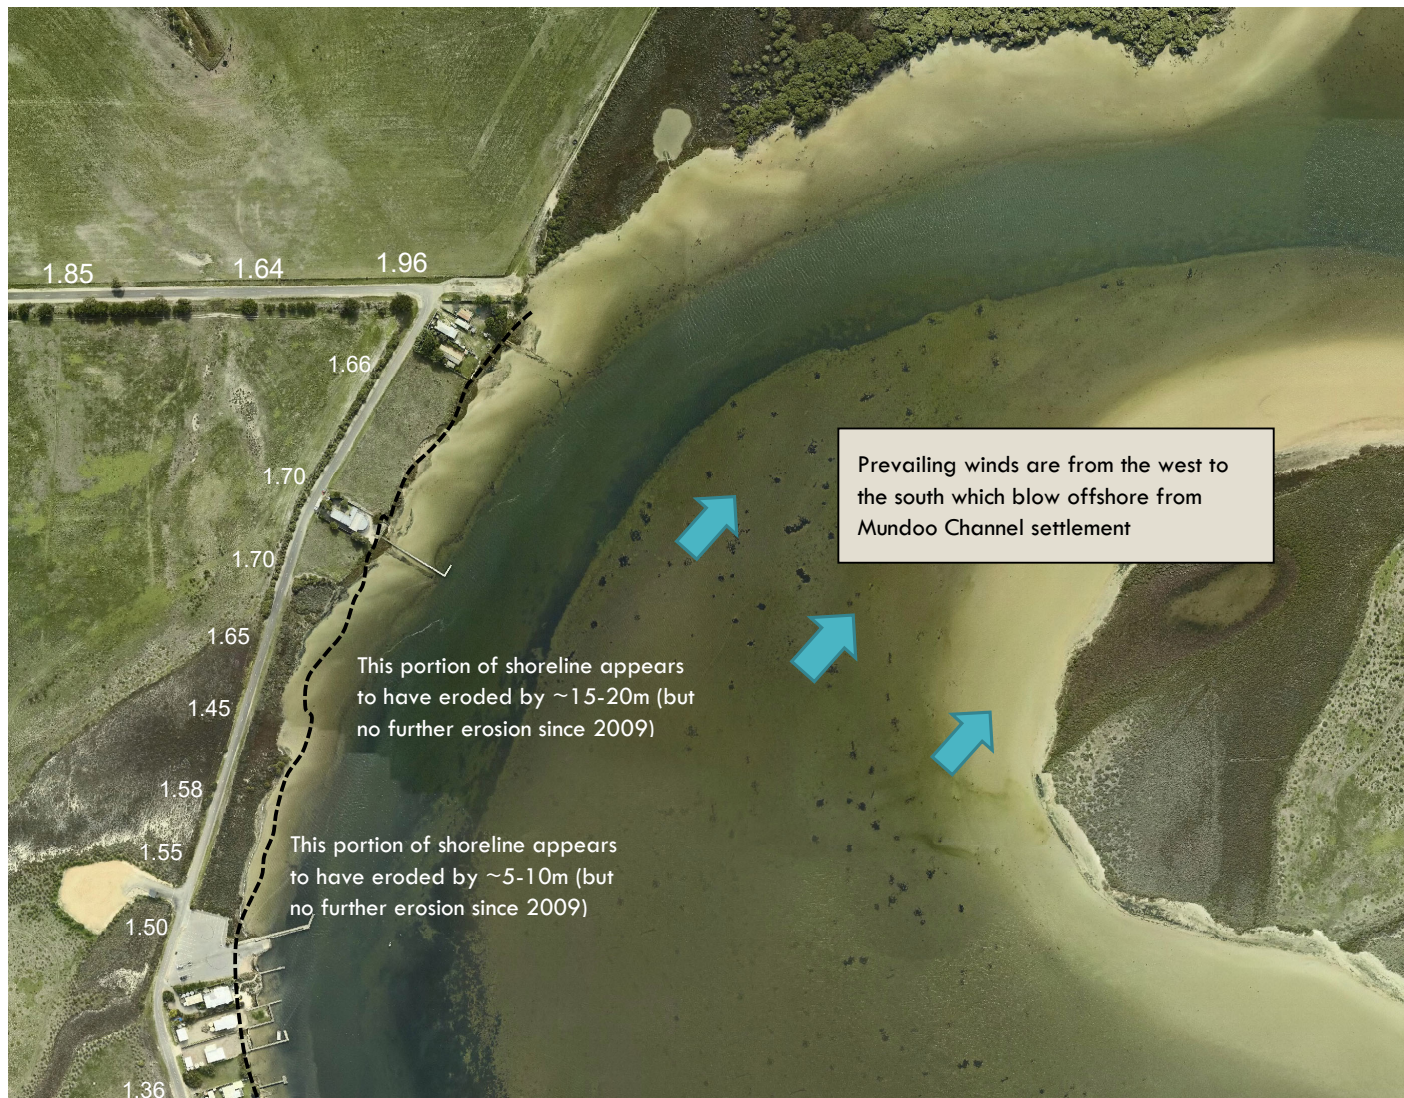 1.85
1.64
1.96
1.66
1.70
1.70
1.65
1.45
1.58
1.55
1.50
1.36
Prevailing winds are from the west to
the south which blow offshore from
Mundoo Channel settlement
This portion of shoreline appears
to have eroded by ~15-20m (but
no further erosion since 2009)
This portion of shoreline appears
to have eroded by ~5-10m (but
no further erosion since 2009)